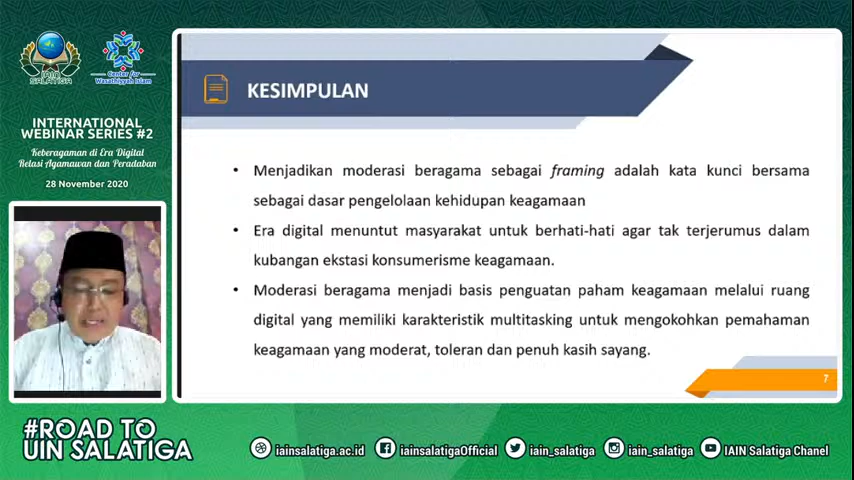 IAIN
SALATIGA
Center for
Wasathiyyah Islam
INTERNATIONAL
WEBINAR SERIES #2
Keberagaman di Era Digital
Relasi Agamawan dan Peradaban
28 November 2020
KESIMPULAN
• Menjadikan moderasi beragama sebagai framing adalah kata kunci bersama
sebagai dasar pengelolaan kehidupan keagamaan
• Era digital menuntut masyarakat untuk berhati-hati agar tak terjerumus dalam
kubangan ekstasi konsumerisme keagamaan.
• Moderasi beragama menjadi basis penguatan paham keagamaan melalui ruang
digital yang memiliki karakteristik multitasking untuk mengokohkan pemahaman
keagamaan yang moderat, toleran dan penuh kasih sayang.
7
#ROAD TO
UIN SALATIGA
iainsalatiga.ac.id
iainsalatigaOfficial
iain_salatiga
iain_salatiga
IAIN Salatiga Chanel